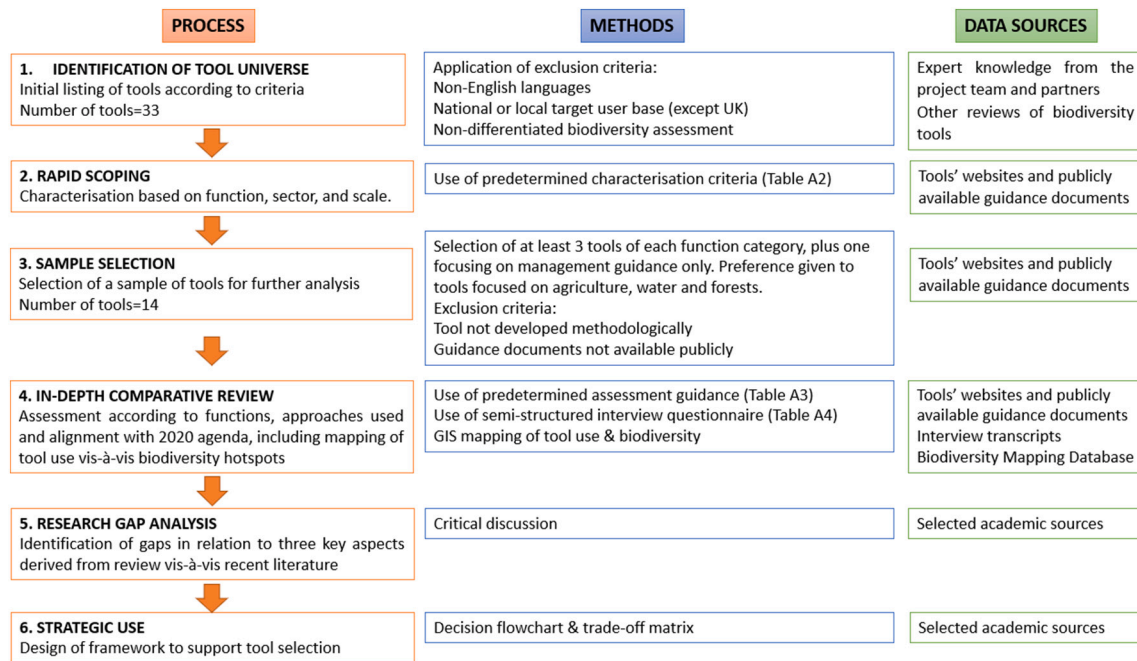 PROCESS
METHODS
DATA SOURCES
1. IDENTIFICATION OF TOOL UNIVERSE
Initial listing of tools according to criteria
Number of tools=33
Application of exclusion criteria:
Non-English languages
National or local target user base (except UK)
Non-differentiated biodiversity assessment
Expert knowledge from the
project team and partners
Other reviews of biodiversity
tools
2. RAPID SCOPING
Characterisation based on function, sector, and scale.
Use of predetermined characterisation criteria (Table A2)
Tools' websites and publicly
available guidance documents
3. SAMPLE SELECTION
Selection of a sample of tools for further analysis
Number of tools=14
Selection of at least 3 tools of each function category, plus one
focusing on management guidance only. Preference given to
tools focused on agriculture, water and forests.
Exclusion criteria:
Tool not developed methodologically
Guidance documents not available publicly
Tools' websites and publicly
available guidance documents
4. IN-DEPTH COMPARATIVE REVIEW
Assessment according to functions, approaches used
and alignment with 2020 agenda, including mapping of
tool use vis-à-vis biodiversity hotspots
Use of predetermined assessment guidance (Table A3)
Use of semi-structured interview questionnaire (Table A4)
GIS mapping of tool use & biodiversity
Tools' websites and publicly
available guidance documents
Interview transcripts
Biodiversity Mapping Database
5. RESEARCH GAP ANALYSIS
Identification of gaps in relation to three key aspects
derived from review vis-à-vis recent literature
Critical discussion
Selected academic sources
6. STRATEGIC USE
Design of framework to support tool selection
Decision flowchart & trade-off matrix
Selected academic sources